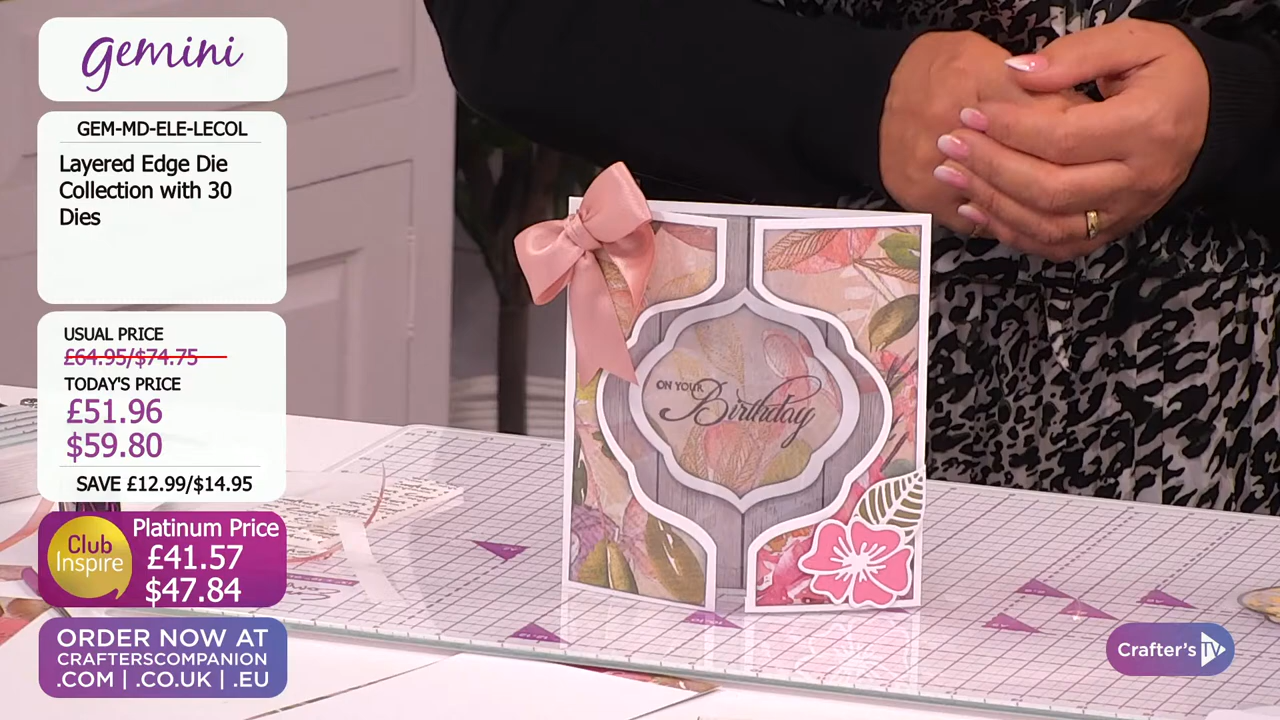 gemini
GEM-MD-ELE-LECOL
Layered Edge Die
Collection with 30
Dies
USUAL PRICE
£64.95/$74.75
TODAY'S PRICE
£51.96
$59.80
SAVE £12.99/$14.95
Club
Inspire
Platinum Price
£41.57
$47.84
ORDER NOW AT
CRAFTERSCOMPANION
.COM | .CO.UK | .EU
ON YOUR
Birthday
Crafter's TV